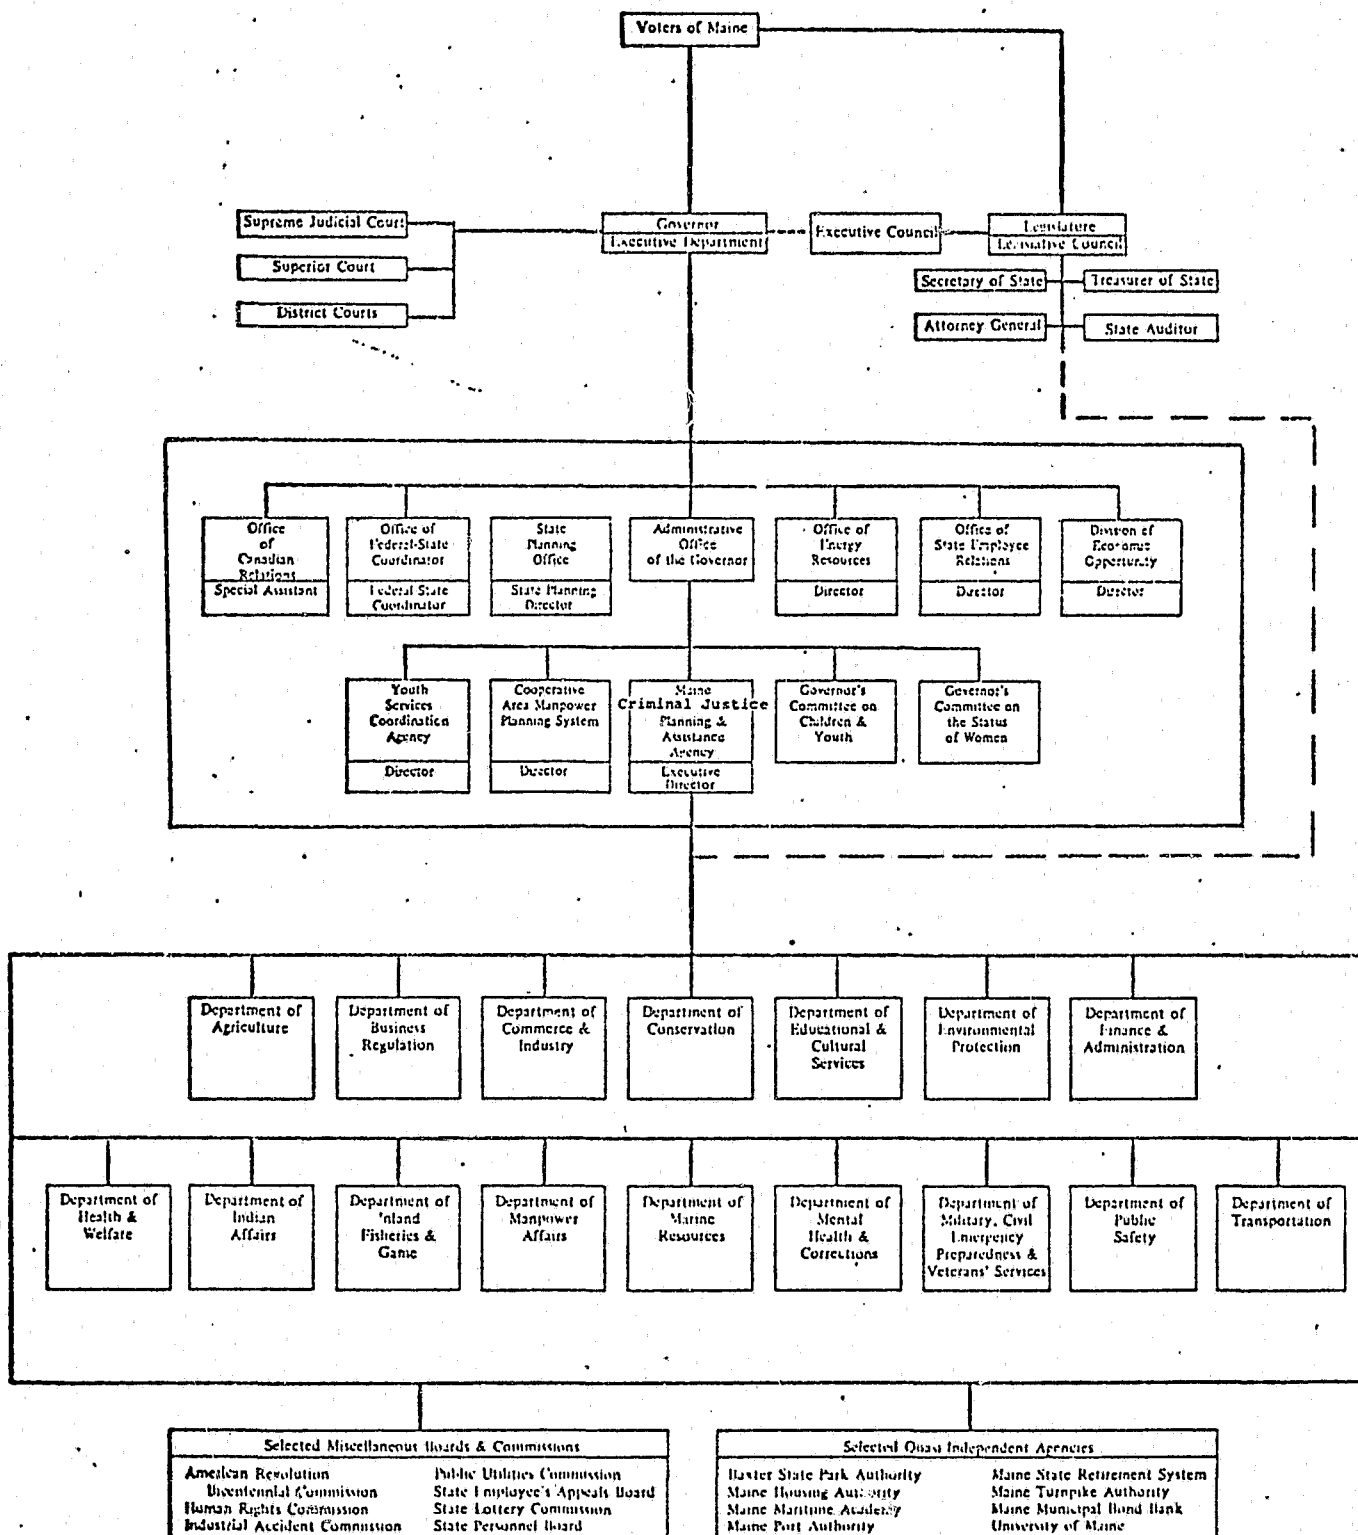 Voters of Maine
Supreme Judicial Court
Superior Court
District Courts
Governor
Executive Department
Executive Council
Legislature
Legislative Council
Secretary of State
Treasurer of State
Attorney General
State Auditor
Office
of
Canadian
Relations
Special Assistant
Office of
Federal-State
Coordinator
Federal State
Coordinator
State
Planning
Office
State Planning
Director
Administrative
Office
of the Governor
Office of
Energy
Resources
Director
Office of
State Employee
Relations
Director
Division of
Economic
Opportunity
Director
Youth
Services
Coordination
Agency
Director
Cooperative
Area Manpower
Planning System
Director
Maine
Criminal Justice
Planning &
Assistance
Agency
Executive
Director
Governor's
Committee on
Children &
Youth
Governor's
Committee on
the Status
of Women
Department of
Agriculture
Department of
Business
Regulation
Department of
Commerce &
Industry
Department of
Conservation
Department of
Educational &
Cultural
Services
Department of
Environmental
Protection
Department of
Finance &
Administration
Department of
Health &
Welfare
Department of
Indian
Affairs
Department of
Inland
Fisheries &
Game
Department of
Manpower
Affairs
Department of
Marine
Resources
Department of
Mental
Health &
Corrections
Department of
Military, Civil
Emergency
Preparedness &
Veterans' Services
Department of
Public
Safety
Department of
Transportation
Selected Miscellaneous Boards & Commissions
American Revolution
Bicentennial Commission
Human Rights Commission
Industrial Accident Commission
Public Utilities Commission
State Employee's Appeals Board
State Lottery Commission
State Personnel Board
Selected Quasi Independent Agencies
Baxter State Park Authority
Maine Housing Authority
Maine Maritime Academy
Maine Port Authority
Maine State Retirement System
Maine Turnpike Authority
Maine Municipal Bond Bank
University of Maine